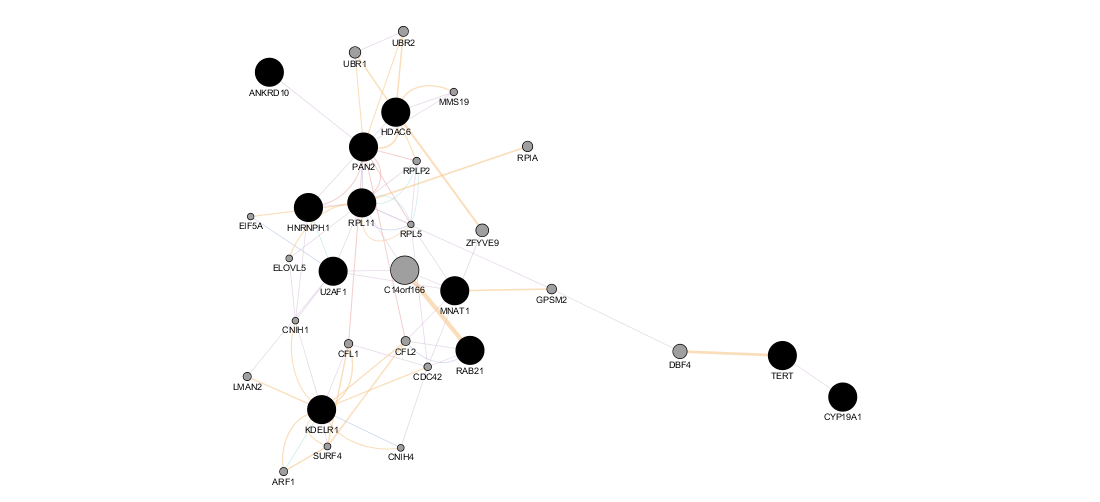 UBR2
UBR1
ANKRD10
MMS19
HDAC6
RPIA
PAN2
RPLP2
EIF5A
HNRNPH1
RPL11
RPL5
ZFYVE9
ELOVL5
U2AF1
C14orf166
MNAT1
GPSM2
CNIH1
CFL1
CFL2
RAB21
DBF4
TERT
CDC42
LMAN2
CYP19A1
KDELR1
SURF4
CNIH4
ARF1